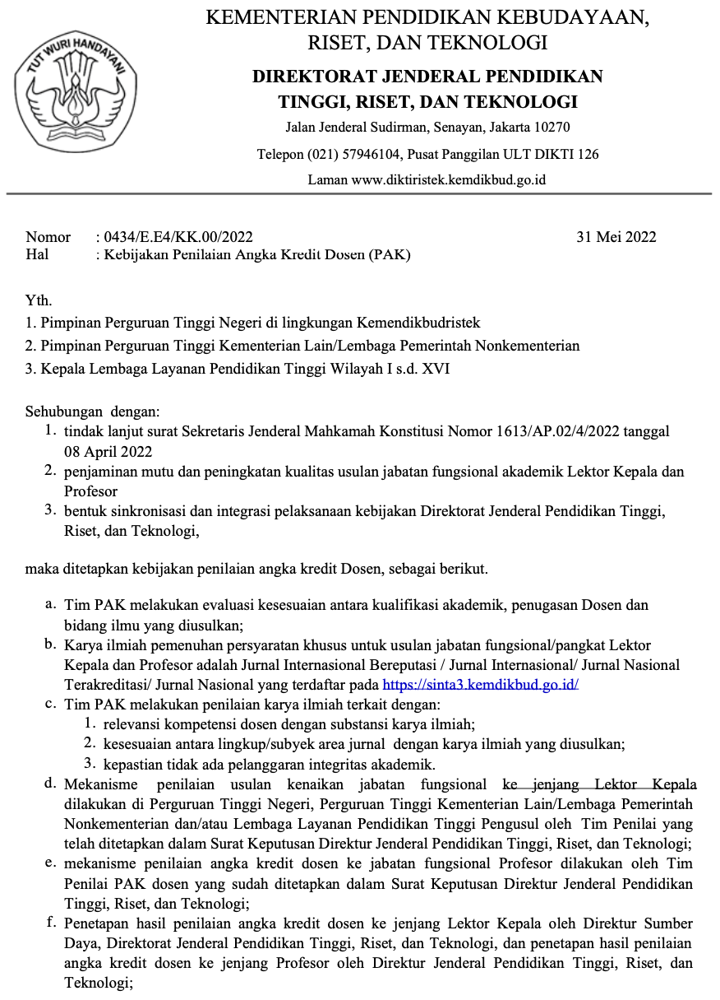 KEMENTERIAN PENDIDIKAN KEBUDAYAAN,
RISET, DAN TEKNOLOGI
TUT WURI HANDAYANI
DIREKTORAT JENDERAL PENDIDIKAN
TINGGI, RISET, DAN TEKNOLOGI
Jalan Jenderal Sudirman, Senayan, Jakarta 10270
Telepon (021) 57946104, Pusat Panggilan ULT DIKTI 126
Laman www.diktiristek.kemdikbud.go.id
Nomor : 0434/E.E4/KK.00/2022 31 Mei 2022
Hal : Kebijakan Penilaian Angka Kredit Dosen (PAK)
Yth.
1. Pimpinan Perguruan Tinggi Negeri di lingkungan Kemendikbudristek
2. Pimpinan Perguruan Tinggi Kementerian Lain/Lembaga Pemerintah Nonkementerian
3. Kepala Lembaga Layanan Pendidikan Tinggi Wilayah I s.d. XVI
Sehubungan dengan:
1. tindak lanjut surat Sekretaris Jenderal Mahkamah Konstitusi Nomor 1613/AP.02/4/2022 tanggal
08 April 2022
2. penjaminan mutu dan peningkatan kualitas usulan jabatan fungsional akademik Lektor Kepala dan
Profesor
3. bentuk sinkronisasi dan integrasi pelaksanaan kebijakan Direktorat Jenderal Pendidikan Tinggi,
Riset, dan Teknologi,
maka ditetapkan kebijakan penilaian angka kredit Dosen, sebagai berikut.
a. Tim PAK melakukan evaluasi kesesuaian antara kualifikasi akademik, penugasan Dosen dan
bidang ilmu yang diusulkan;
b. Karya ilmiah pemenuhan persyaratan khusus untuk usulan jabatan fungsional/pangkat Lektor
Kepala dan Profesor adalah Jurnal Internasional Bereputasi / Jurnal Internasional/ Jurnal Nasional
Terakreditasi/ Jurnal Nasional yang terdaftar pada https://sinta3.kemdikbud.go.id/
c. Tim PAK melakukan penilaian karya ilmiah terkait dengan:
1. relevansi kompetensi dosen dengan substansi karya ilmiah;
2. kesesuaian antara lingkup/subyek area jurnal dengan karya ilmiah yang diusulkan;
3. kepastian tidak ada pelanggaran integritas akademik.
d. Mekanisme penilaian usulan kenaikan jabatan fungsional ke jenjang Lektor Kepala
dilakukan di Perguruan Tinggi Negeri, Perguruan Tinggi Kementerian Lain/Lembaga Pemerintah
Nonkementerian dan/atau Lembaga Layanan Pendidikan Tinggi Pengusul oleh Tim Penilai yang
telah ditetapkan dalam Surat Keputusan Direktur Jenderal Pendidikan Tinggi, Riset, dan Teknologi;
e. mekanisme penilaian angka kredit dosen ke jabatan fungsional Profesor dilakukan oleh Tim
Penilai PAK dosen yang sudah ditetapkan dalam Surat Keputusan Direktur Jenderal Pendidikan
Tinggi, Riset, dan Teknologi;
f. Penetapan hasil penilaian angka kredit dosen ke jenjang Lektor Kepala oleh Direktur Sumber
Daya, Direktorat Jenderal Pendidikan Tinggi, Riset, dan Teknologi, dan penetapan hasil penilaian
angka kredit dosen ke jenjang Profesor oleh Direktur Jenderal Pendidikan Tinggi, Riset, dan
Teknologi;